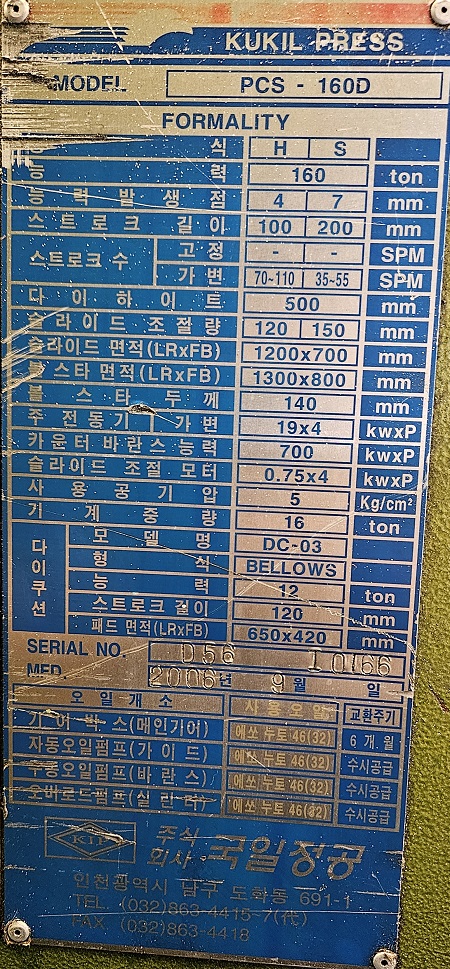 KUKIL PRESS
MODEL PCS - 160D
FORMALITY
식 H S
능 력 160 ton
능력발생점 4 7 mm
스트로크 길이 100 200 mm
스트로크 수 고정 - - SPM
가변 70~110 35~55 SPM
다이하이트 500 mm
슬라이드 조절량 120 150 mm
슬라이드 면적(LRxFB) 1200x700 mm
볼스타 면적(LRxFB) 1300x800 mm
볼스타두께 140 mm
주전동기 가변 19x4 kwxP
카운터바란스능력 700 kwxP
슬라이드 조절 모터 0.75x4 kwxP
사용공기압 5 Kg/cm²
기계중량 16 ton
다이쿠션 모델명 DC-03
형식 BELLOWS
능력 12 ton
스트로크 길이 120 mm
패드 면적(LRxFB) 650x420 mm
SERIAL NO. D56 10166
MFD. 2006년 9월 일
오일개소 사용오일 교환주기
기어박스(메인기어) 에쏘 누토 46(32) 6개월
자동오일펌프(가이드) 에쏘 누토 46(32) 수시공급
수동오일펌프(바란스) 에쏘 누토 46(32) 수시공급
오바로드펌프(실린더) 에쏘 누토 46(32) 수시공급
KIP 주식회사 국일정공
인천광역시 남구 도화동 691-1
TEL. (032)863-4415~7(代)
FAX. (032)863-4418